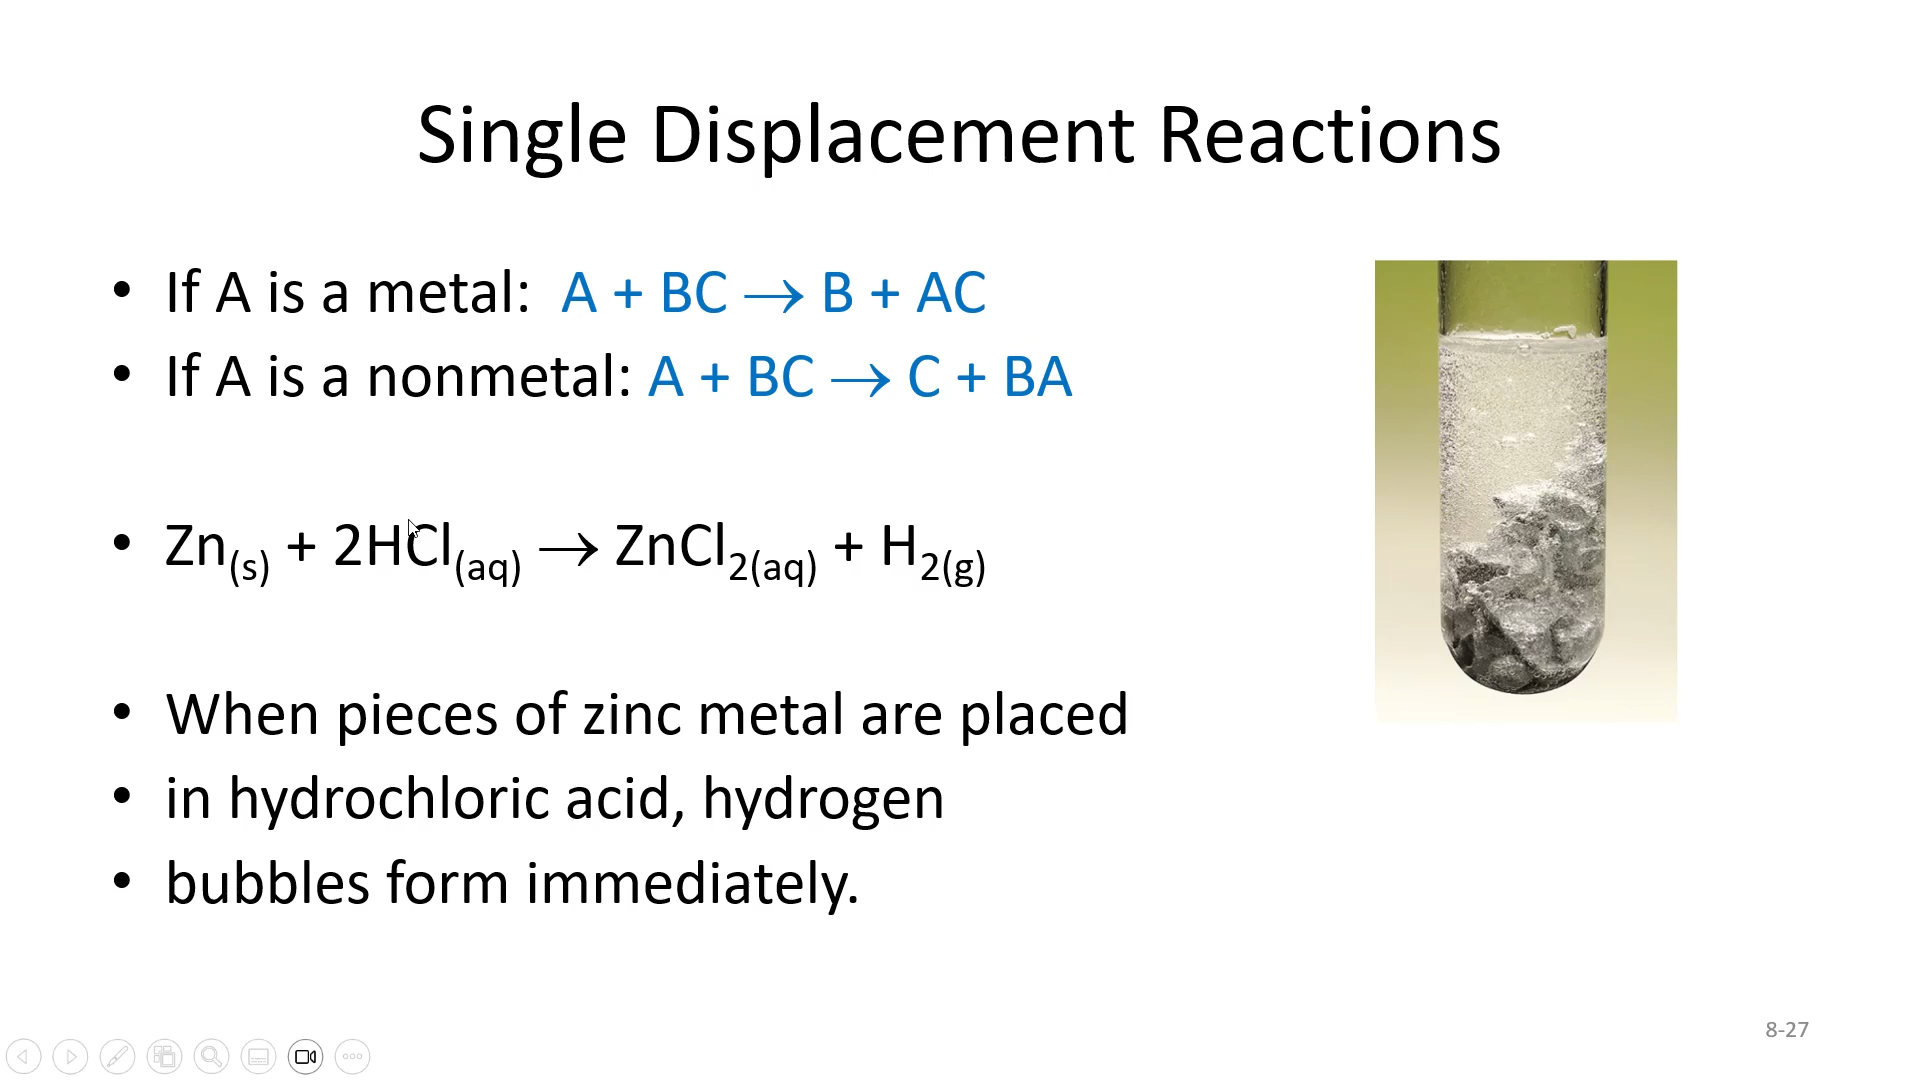 Single Displacement Reactions
• If A is a metal: A + BC → B + AC
• If A is a nonmetal: A + BC → C + BA
• Zn(s) + 2HCl(aq) → ZnCl2(aq) + H2(g)
• When pieces of zinc metal are placed
• in hydrochloric acid, hydrogen
• bubbles form immediately.
8-27